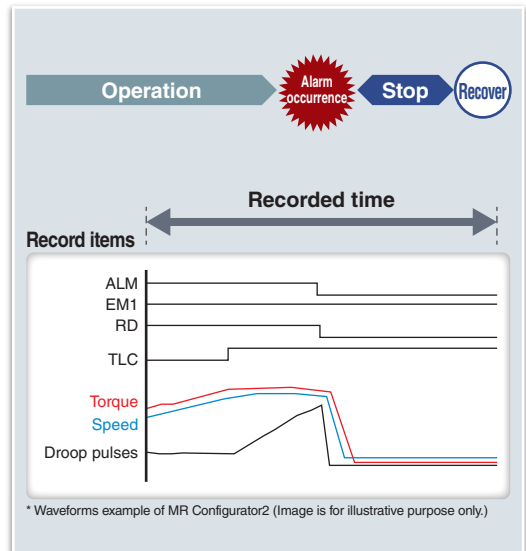 Operation
Alarm
occurrence
Stop
Recover
Recorded time
Record items
ALM
EM1
RD
TLC
Torque
Speed
Droop pulses
* Waveforms example of MR Configurator2 (Image is for illustrative purpose only.)